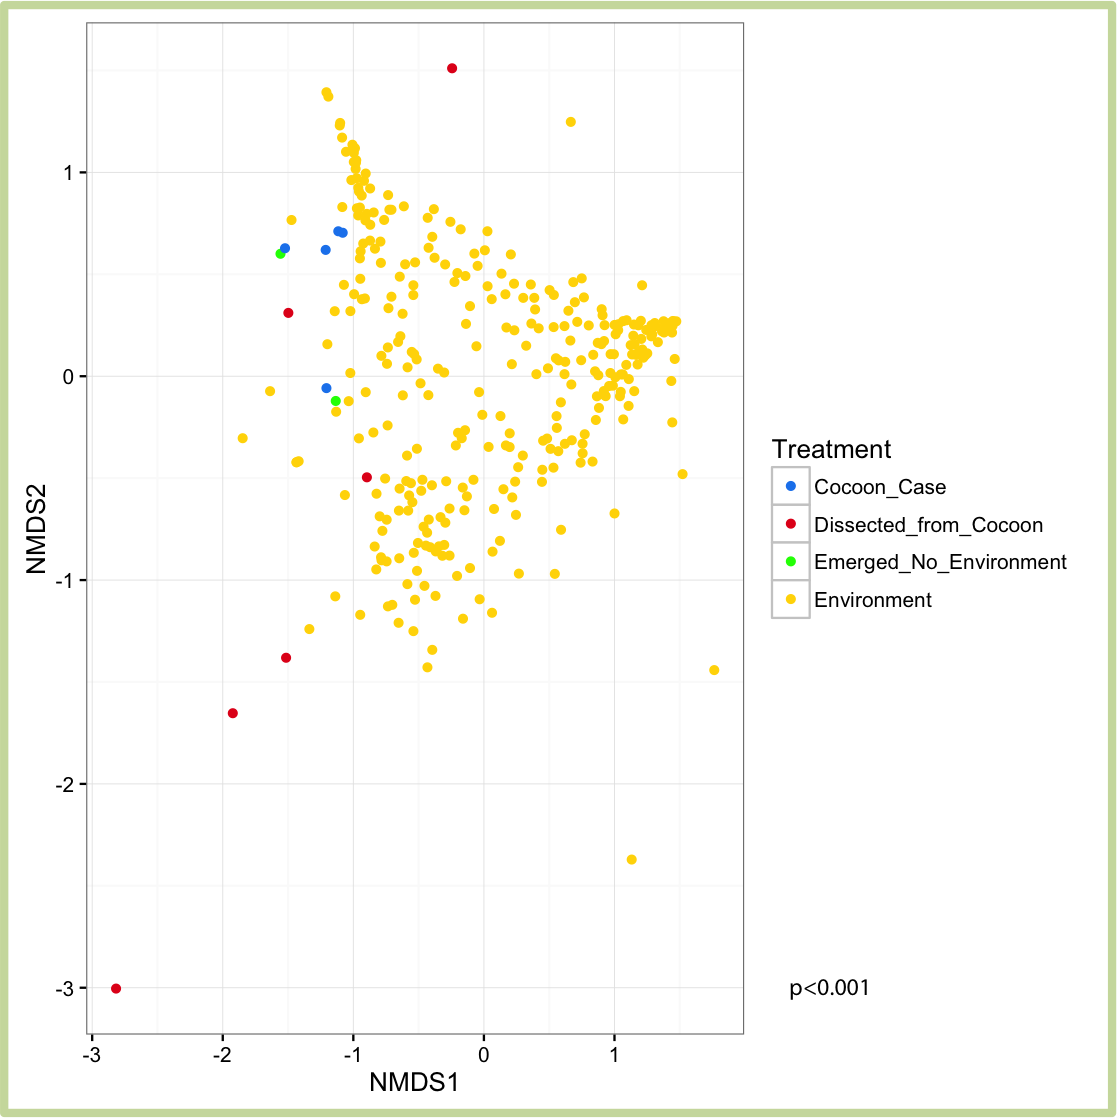 1
0
-1
-2
-3
NMDS2
-3
-2
-1
0
1
NMDS1
Treatment
Cocoon_Case
Dissected_from_Cocoon
Emerged_No_Environment
Environment
p<0.001